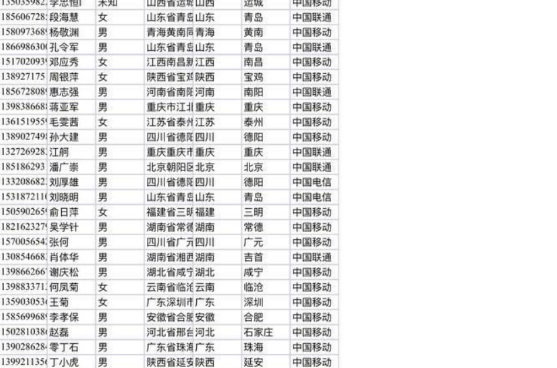 135035982 李忠恒 未知 山西省运城 山西 运城 中国移动
185606728 段海慧 女 山东省青岛 山东 青岛 中国联通
158097368 杨敬渊 男 青海黄南同 青海 黄南 中国移动
186698630 孔令军 男 山东省青岛 山东 青岛 中国联通
151702093 邓应秀 女 江西南昌新 江西 南昌 中国移动
138927175 周银萍 女 陕西省宝鸡 陕西 宝鸡 中国移动
185672808 惠志强 男 河南省南阳 河南 南阳 中国联通
139838668 蒋亚军 男 重庆市江北 重庆 重庆 中国移动
136151955 毛雯茜 女 江苏省泰 江苏 泰州 中国移动
138902749 孙大建 男 四川省德阳 四川 德阳 中国移动
132726928 江舸 男 重庆重庆市 重庆 重庆 中国联通
185186293 潘广崇 男 北京朝阳区 北京 北京 中国联通
133208682 刘厚雄 男 四川省德阳 四川 德阳 中国电信
153187211 刘晓明 男 山东省青岛 山东 青岛 中国电信
150590265 俞日萍 女 福建省三明 福建 三明 中国移动
182162327 吴学针 男 湖南省常德 湖南 常德 中国移动
157005654 张何 男 四川省广元 四川 广元 中国移动
130854668 肖体华 男 湖南省湘西 湖南 吉首 中国联通
139866266 谢庆松 男 湖北省咸宁 湖北 咸宁 中国移动
139883371 何凤菊 女 云南省临沧 云南 临沧 中国移动
135903053 王菊 女 广东深圳市 广东 深圳 中国移动
158569968 李孝保 男 安徽省合肥 安徽 合肥 中国移动
150281038 赵磊 男 河北省邢台 河北 石家庄 中国移动
139028628 零丁石 男 广东省珠海 广东 珠海 中国移动
139921135 丁小虎 男 陕西省延安 陕西 延安 中国移动